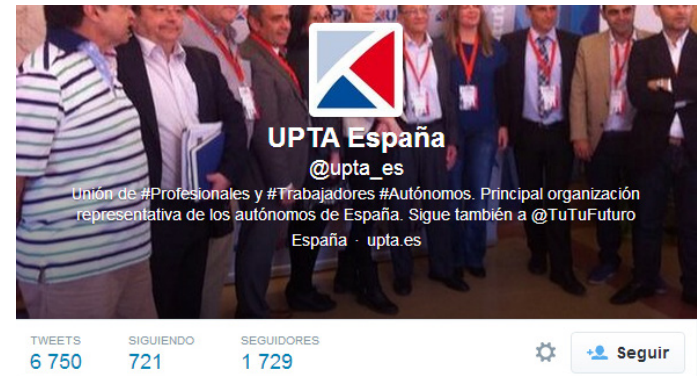 UPTA España
@upta_es
Unión de #Profesionales y #Trabajadores #Autónomos. Principal organización
representativa de los autónomos de España. Sigue también a @TuTuFuturo
España · upta.es
TWEETS SIGUIENDO SEGUIDORES
6 750 721 1 729
Seguir